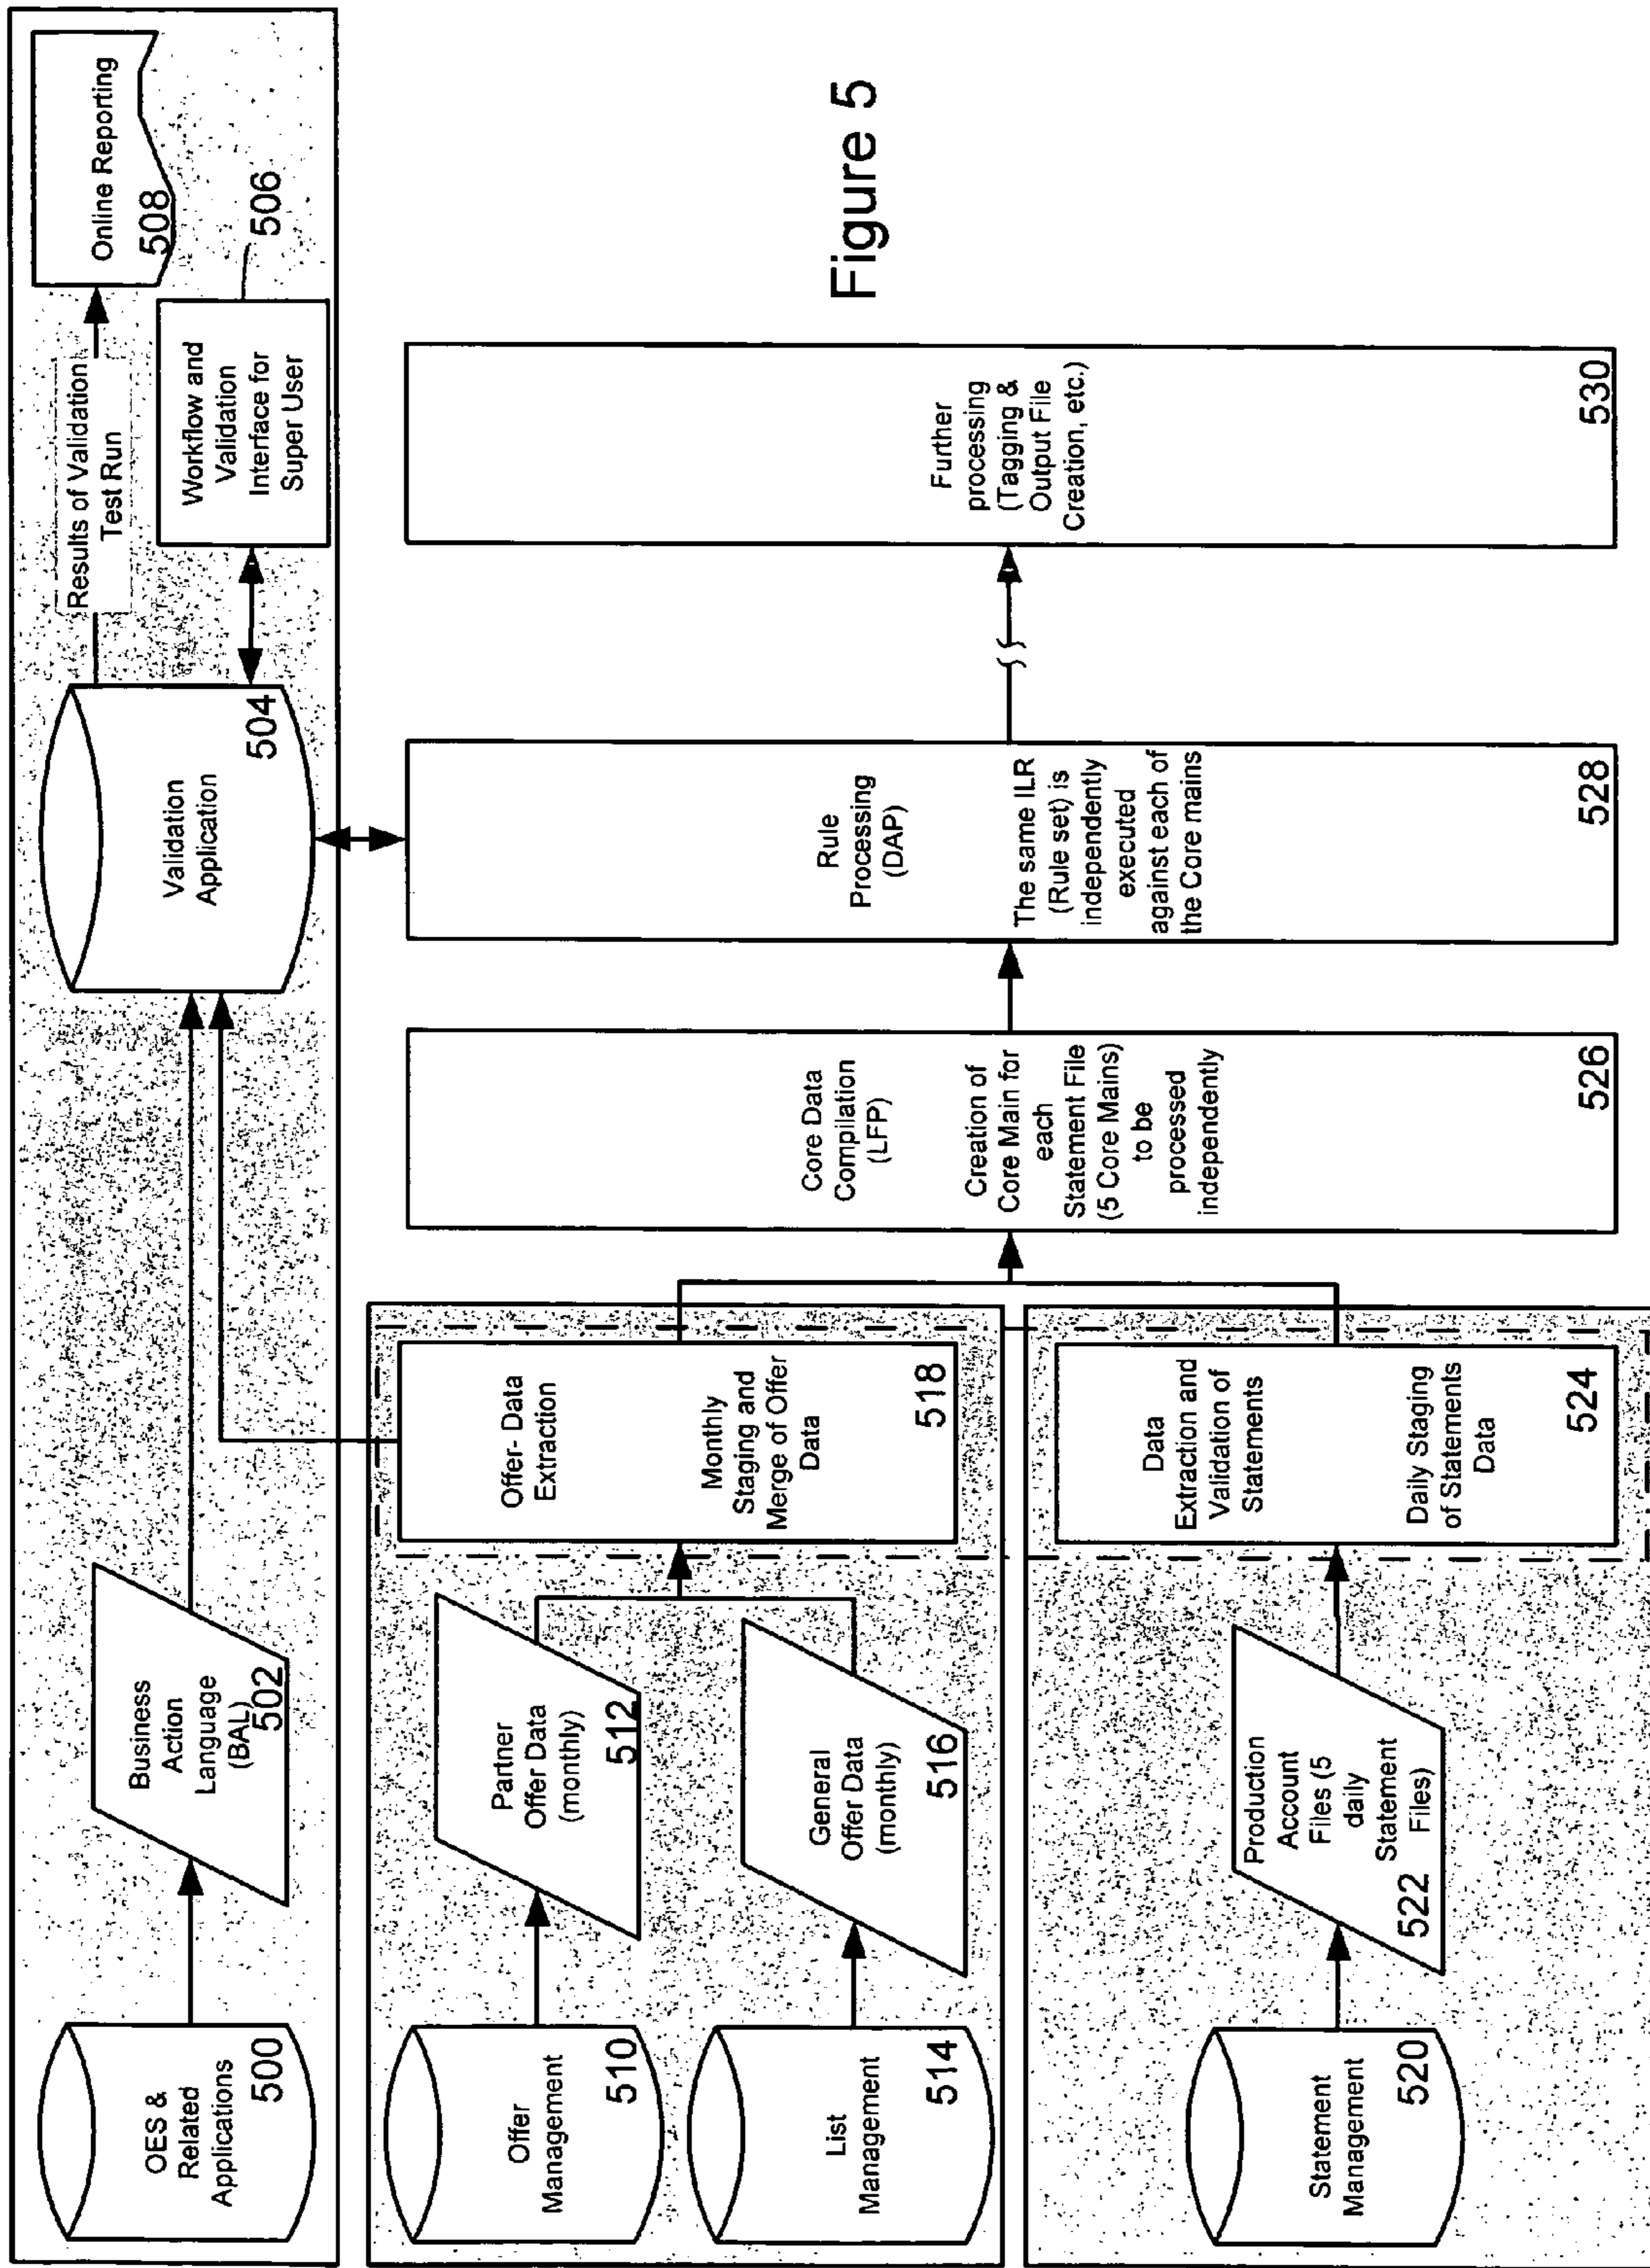 OES &
Related
Applications
500
Business
Action
Language
(BAL)
502
Validation
Application
504
Results of Validation
Test Run
Online Reporting
508
Workflow and
Validation
Interface for
Super User
506
Offer
Management
510
Partner
Offer Data
(monthly)
512
List
Management
514
General
Offer Data
(monthly)
516
Offer- Data
Extraction
Monthly
Staging and
Merge of Offer
Data
518
Statement
Management
520
Production
Account
Files (5
daily
Statement
Files)
522
Data
Extraction and
Validation of
Statements
Daily Staging
of Statements
Data
524
Core Data
Compilation
(LFP)
Creation of
Core Main for
each
Statement File
(5 Core Mains)
to be
processed
independently
526
Rule
Processing
(DAP)
The same ILR
(Rule set) is
independently
executed
against each of
the Core mains
528
Further
processing
(Tagging &
Output File
Creation, etc.)
530
Figure 5